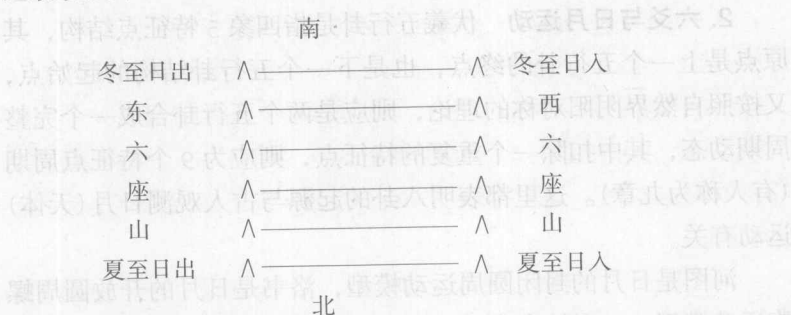 南
冬至日出 ∧ ∧ 冬至日入
东 ∧ ∧ 西
六 ∧ ∧ 六
座 ∧ ∧ 座
山 ∧ ∧ 山
夏至日出 ∧ ∧ 夏至日入
北